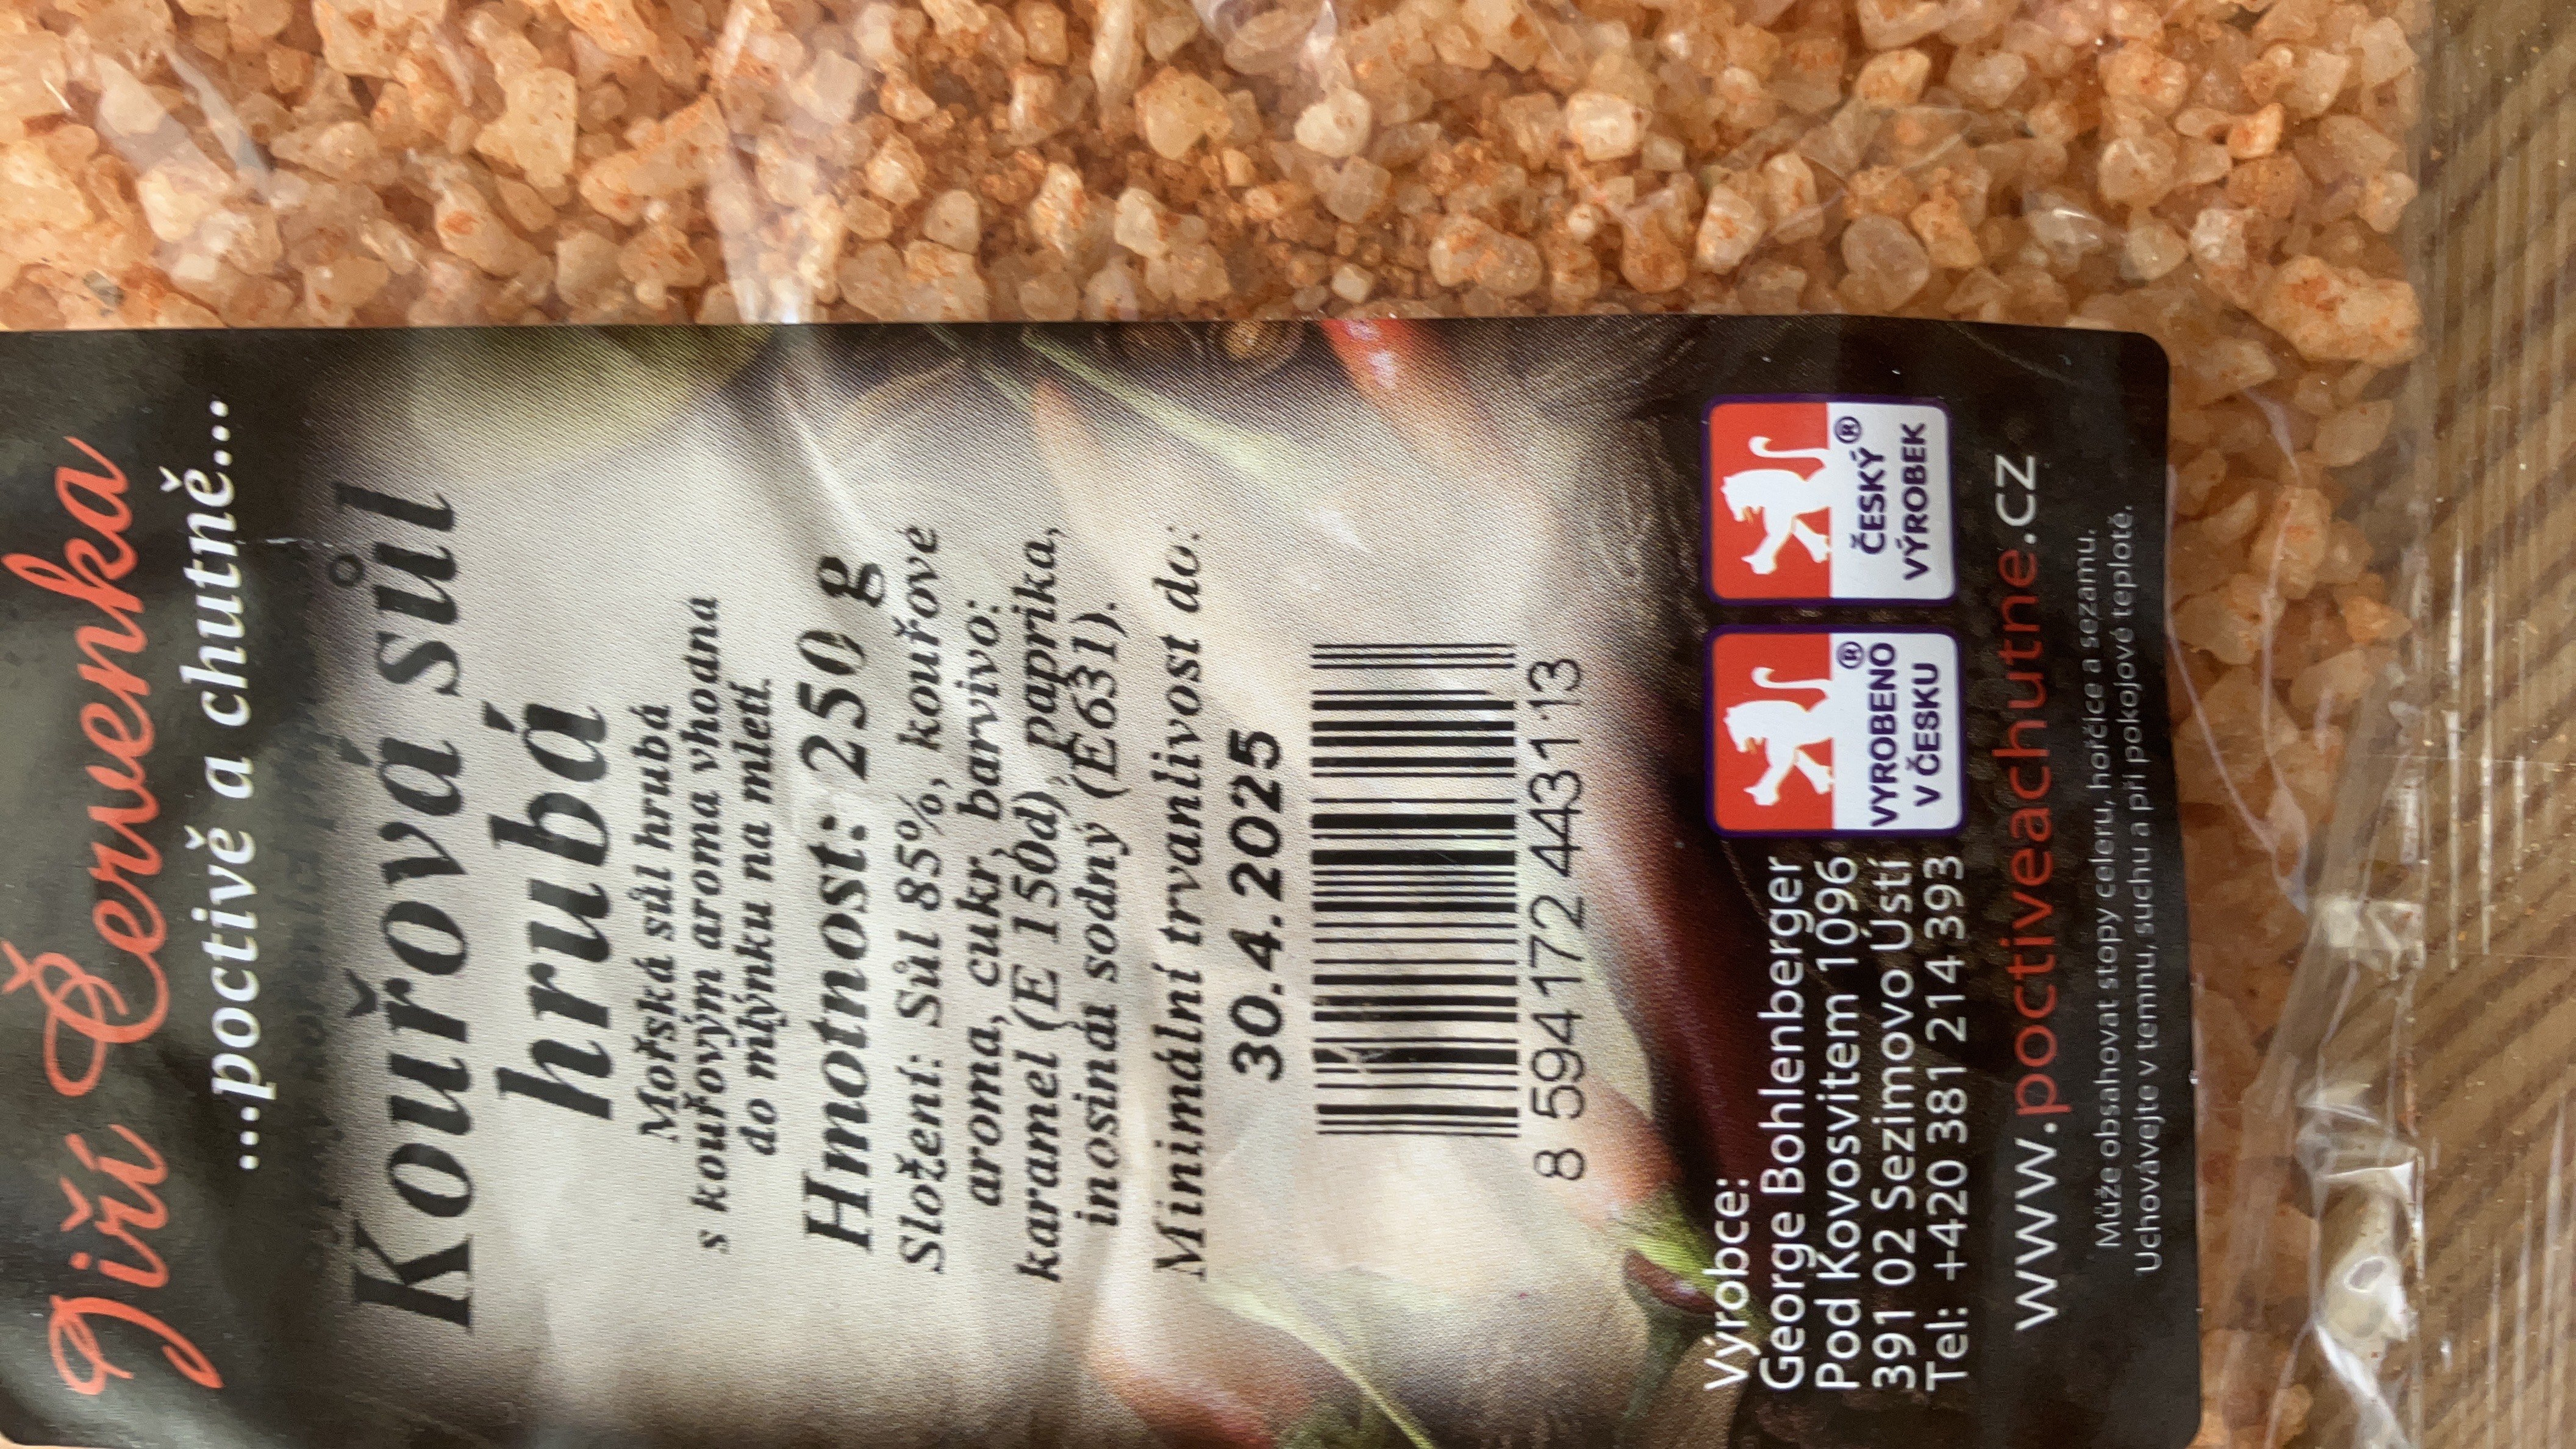 Jiří Červenka
...poctivě a chutně...
Kouřová sůl
hrubá
Mořská sůl hrubá
s kouřovým aroma vhodná
do mlýnku na mletí.
Hmotnost: 250 g
Složení: Sůl 85%, kouřové
aroma, cukr, barvivo:
karamel (E 150d), paprika,
inosinát sodný (E631).
Minimální trvanlivost do:
30.4.2025
8 594172 443113
Výrobce:
George Bohlenberger
Pod Kovosvitem 1096
391 02 Sezimovo Ústí
Tel: +420 381 214 393
VYROBENO ®
V ČESKU
ČESKÝ ®
VÝROBEK
www.poctiveachutne.cz
Může obsahovat stopy celeru, hořčice a sezamu.
Uchovávejte v temnu, suchu a při pokojové teplotě.